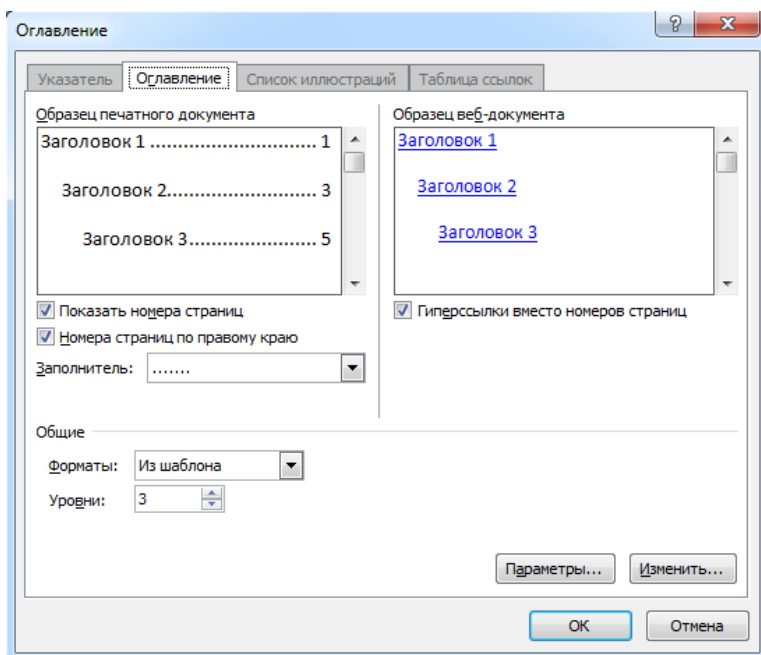 Оглавление
Указатель Оглавление Список иллюстраций Таблица ссылок
Образец печатного документа
Заголовок 1 ............................... 1
Заголовок 2........................... 3
Заголовок 3....................... 5
Показать номера страниц
Номера страниц по правому краю
Заполнитель: .......
Образец веб-документа
Заголовок 1
Заголовок 2
Заголовок 3
Гиперссылки вместо номеров страниц
Общие
Форматы: Из шаблона
Уровни: 3
Параметры... Изменить...
ОК Отмена